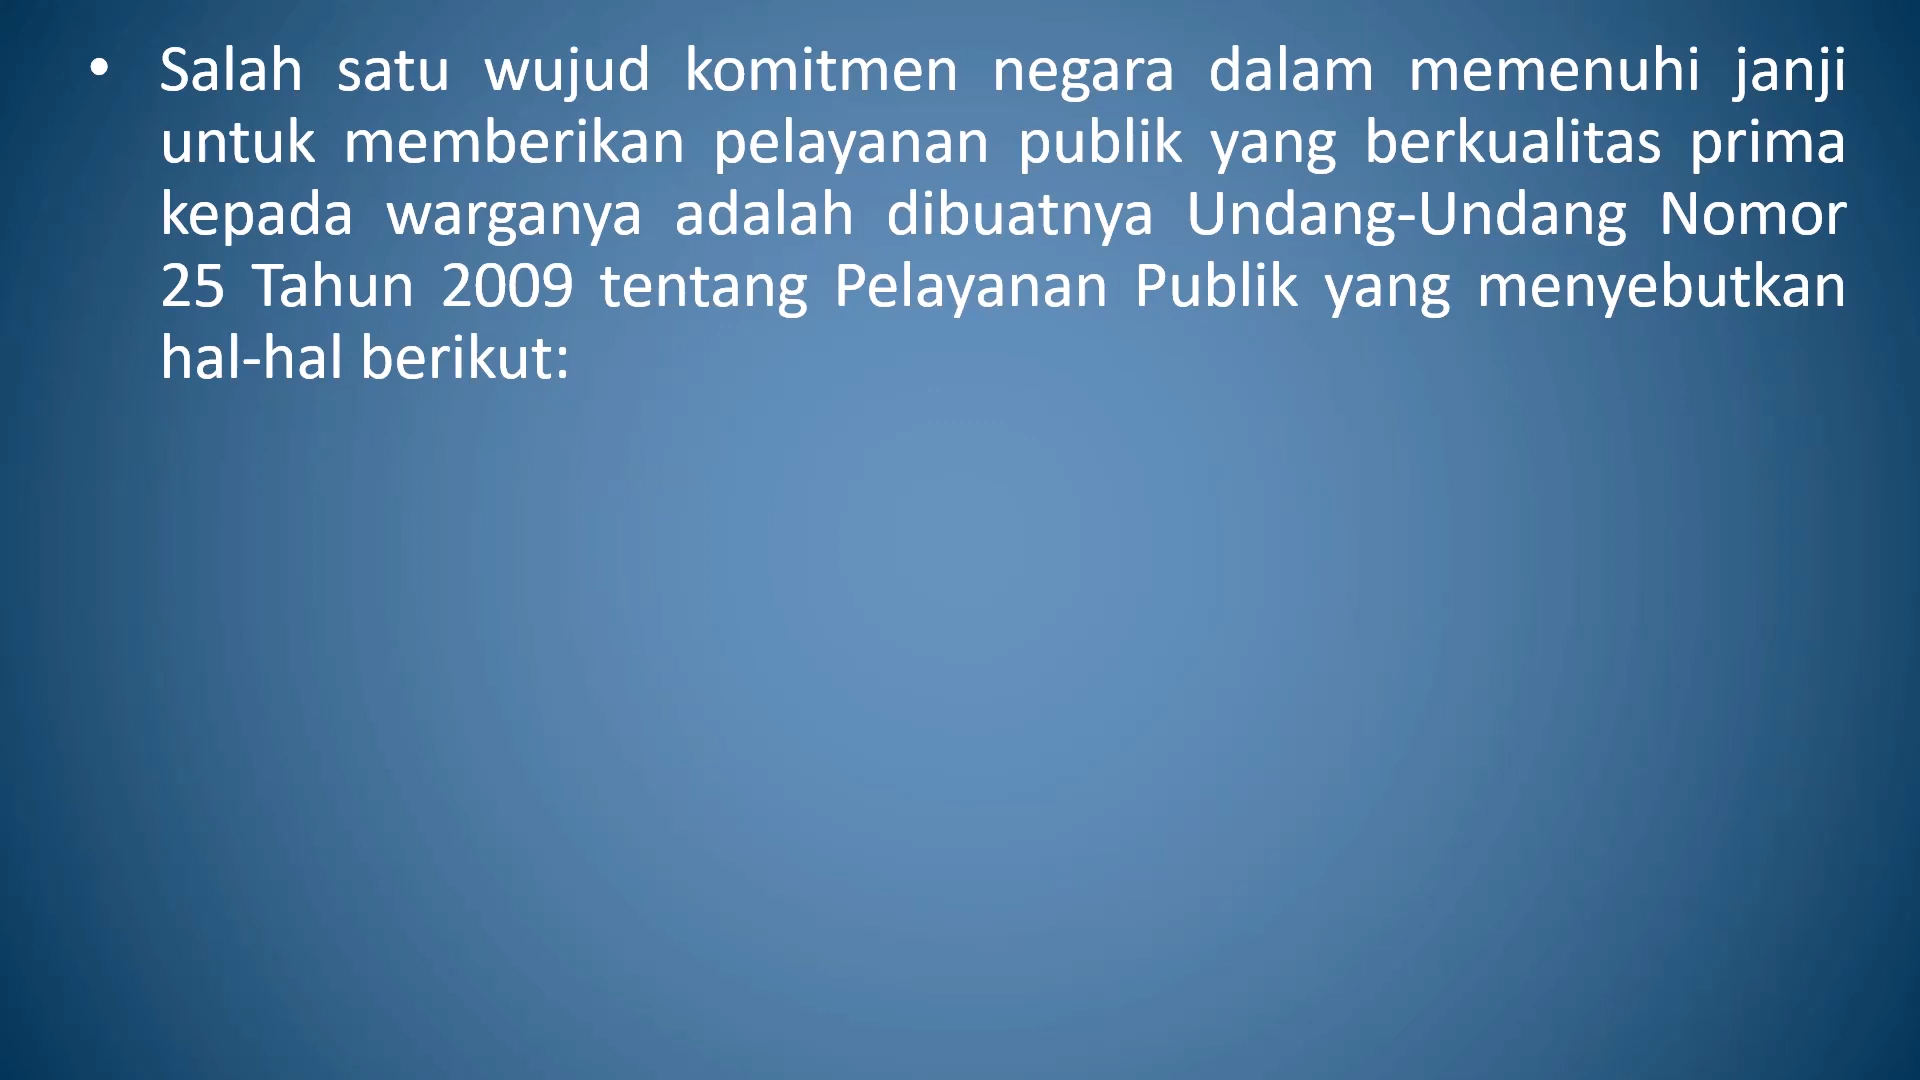 • Salah satu wujud komitmen negara dalam memenuhi janji
untuk memberikan pelayanan publik yang berkualitas prima
kepada warganya adalah dibuatnya Undang-Undang Nomor
25 Tahun 2009 tentang Pelayanan Publik yang menyebutkan
hal-hal berikut: